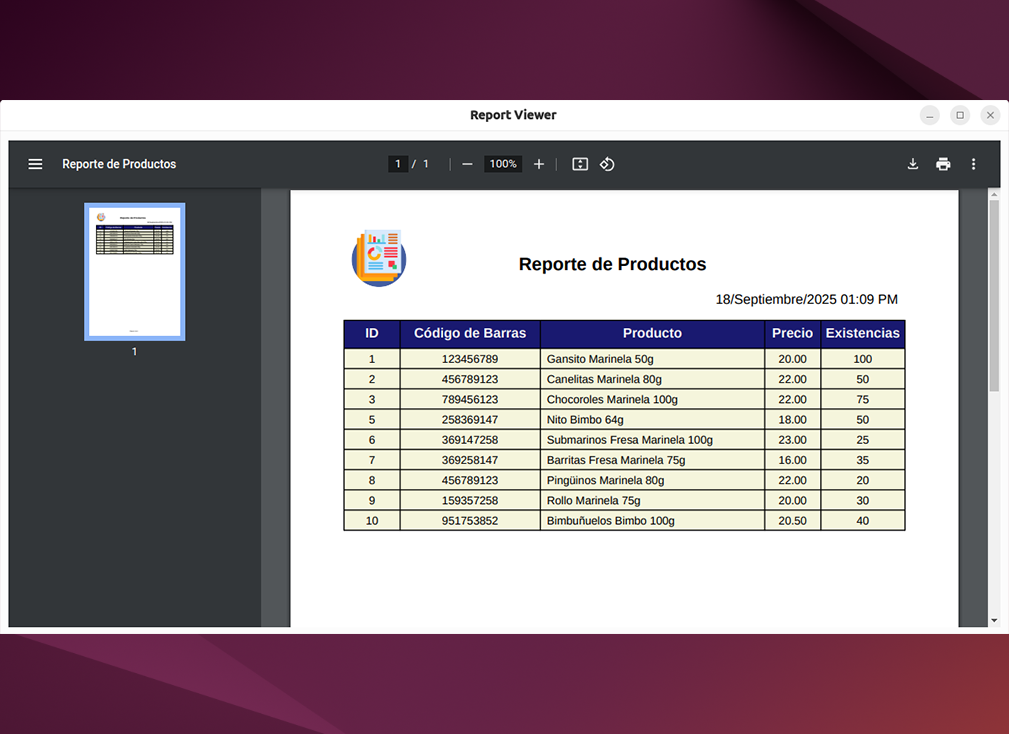 Report Viewer
Reporte de Productos 1 / 1 100%
1
Reporte de Productos
18/Septiembre/2025 01:09 PM
ID Código de Barras Producto Precio Existencias
1 123456789 Gansito Marinela 50g 20.00 100
2 456789123 Canelitas Marinela 80g 22.00 50
3 789456123 Chocoroles Marinela 100g 22.00 75
5 258369147 Nito Bimbo 64g 18.00 50
6 369147258 Submarinos Fresa Marinela 100g 23.00 25
7 369258147 Barritas Fresa Marinela 75g 16.00 35
8 456789123 Pingüinos Marinela 80g 22.00 20
9 159357258 Rollo Marinela 75g 20.00 30
10 951753852 Bimbuñuelos Bimbo 100g 20.50 40